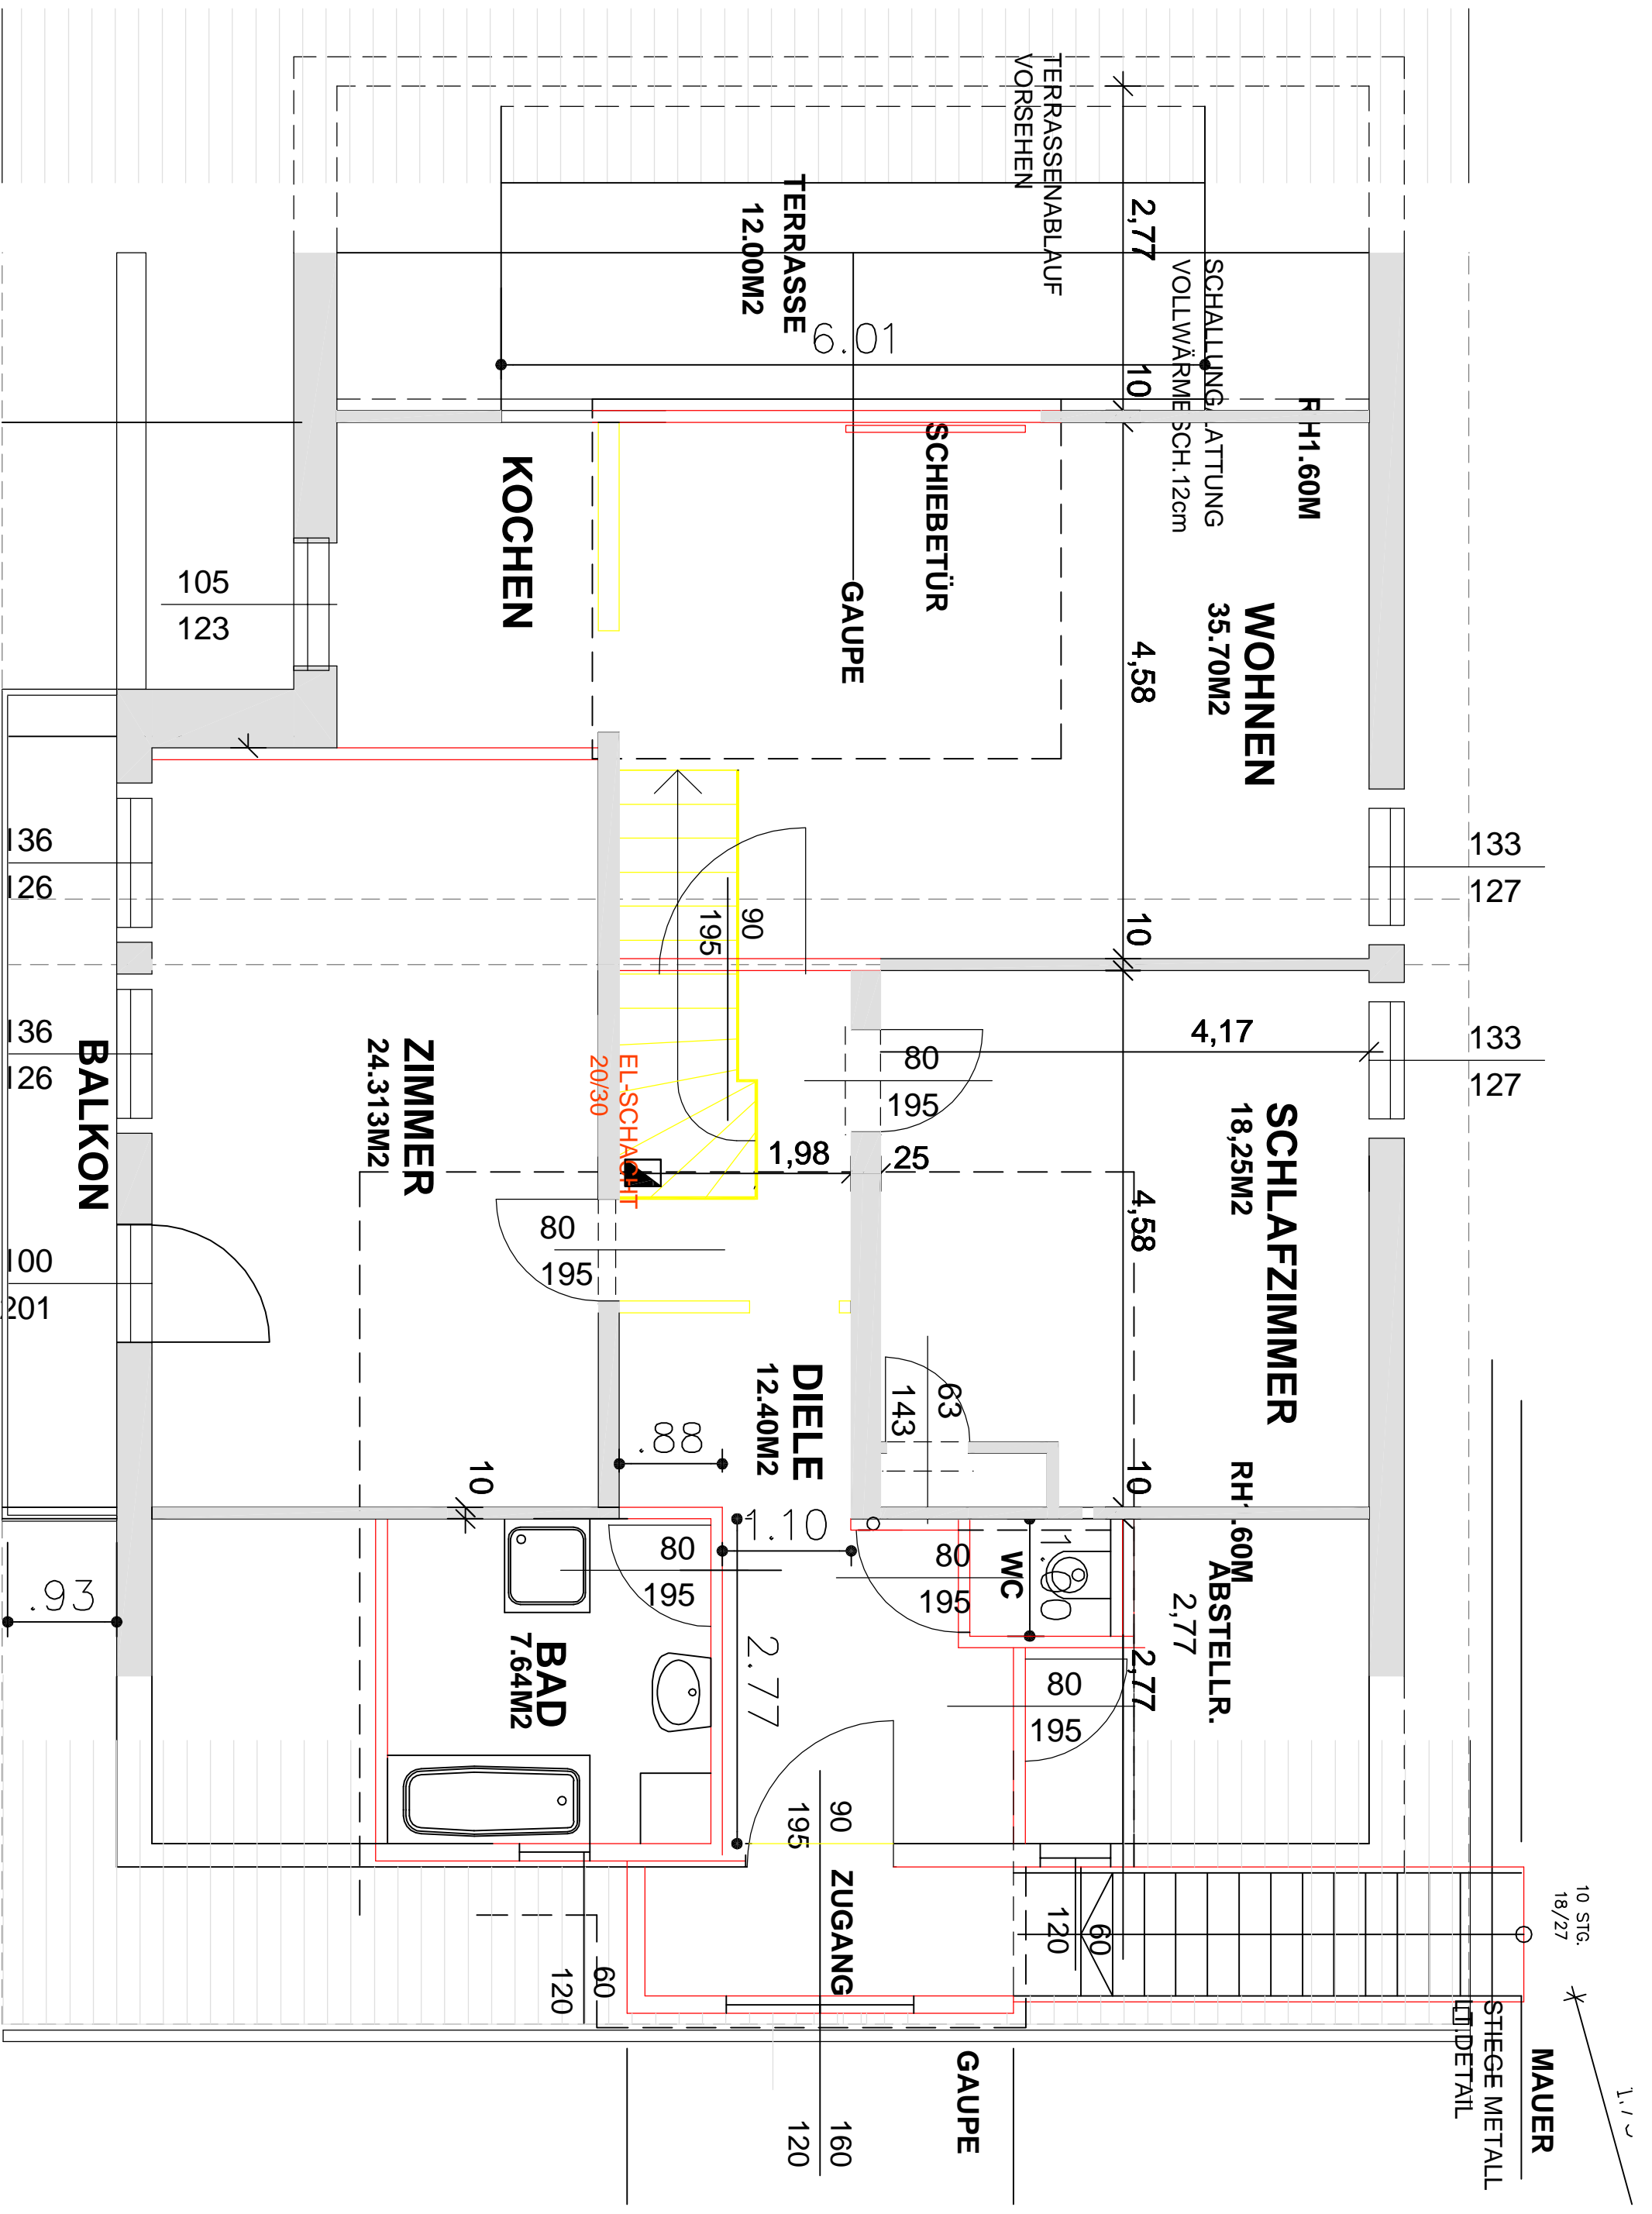 TERRASSENABLAUF
VORSEHEN
2,77
TERRASSE
12.00M2
SCHALLUNG
VOLLWÄRMESCH.12cm
6.01
10
RH1.60M
SCHIEBETÜR
KOCHEN
GAUPE
105
123
WOHNEN
35.70M2
4,58
136
126
133
127
90
195
10
136
126
133
127
BALKON
ZIMMER
24.313M2
EL-SCHACHT
20/30
80
195
4,17
SCHLAFZIMMER
18,25M2
1,98
25
4,58
80
195
100
201
DIELE
12.40M2
63
143
.88
10
10
RH1.60M
1.10
80
195
80
195
WC
1.00
ABSTELLR.
2,77
.93
BAD
7.64M2
2.77
2,77
80
195
90
195
ZUGANG
60
120
60
120
10 STG.
18/27
STIEGE METALL
LT.DETAIL
MAUER
GAUPE
160
120